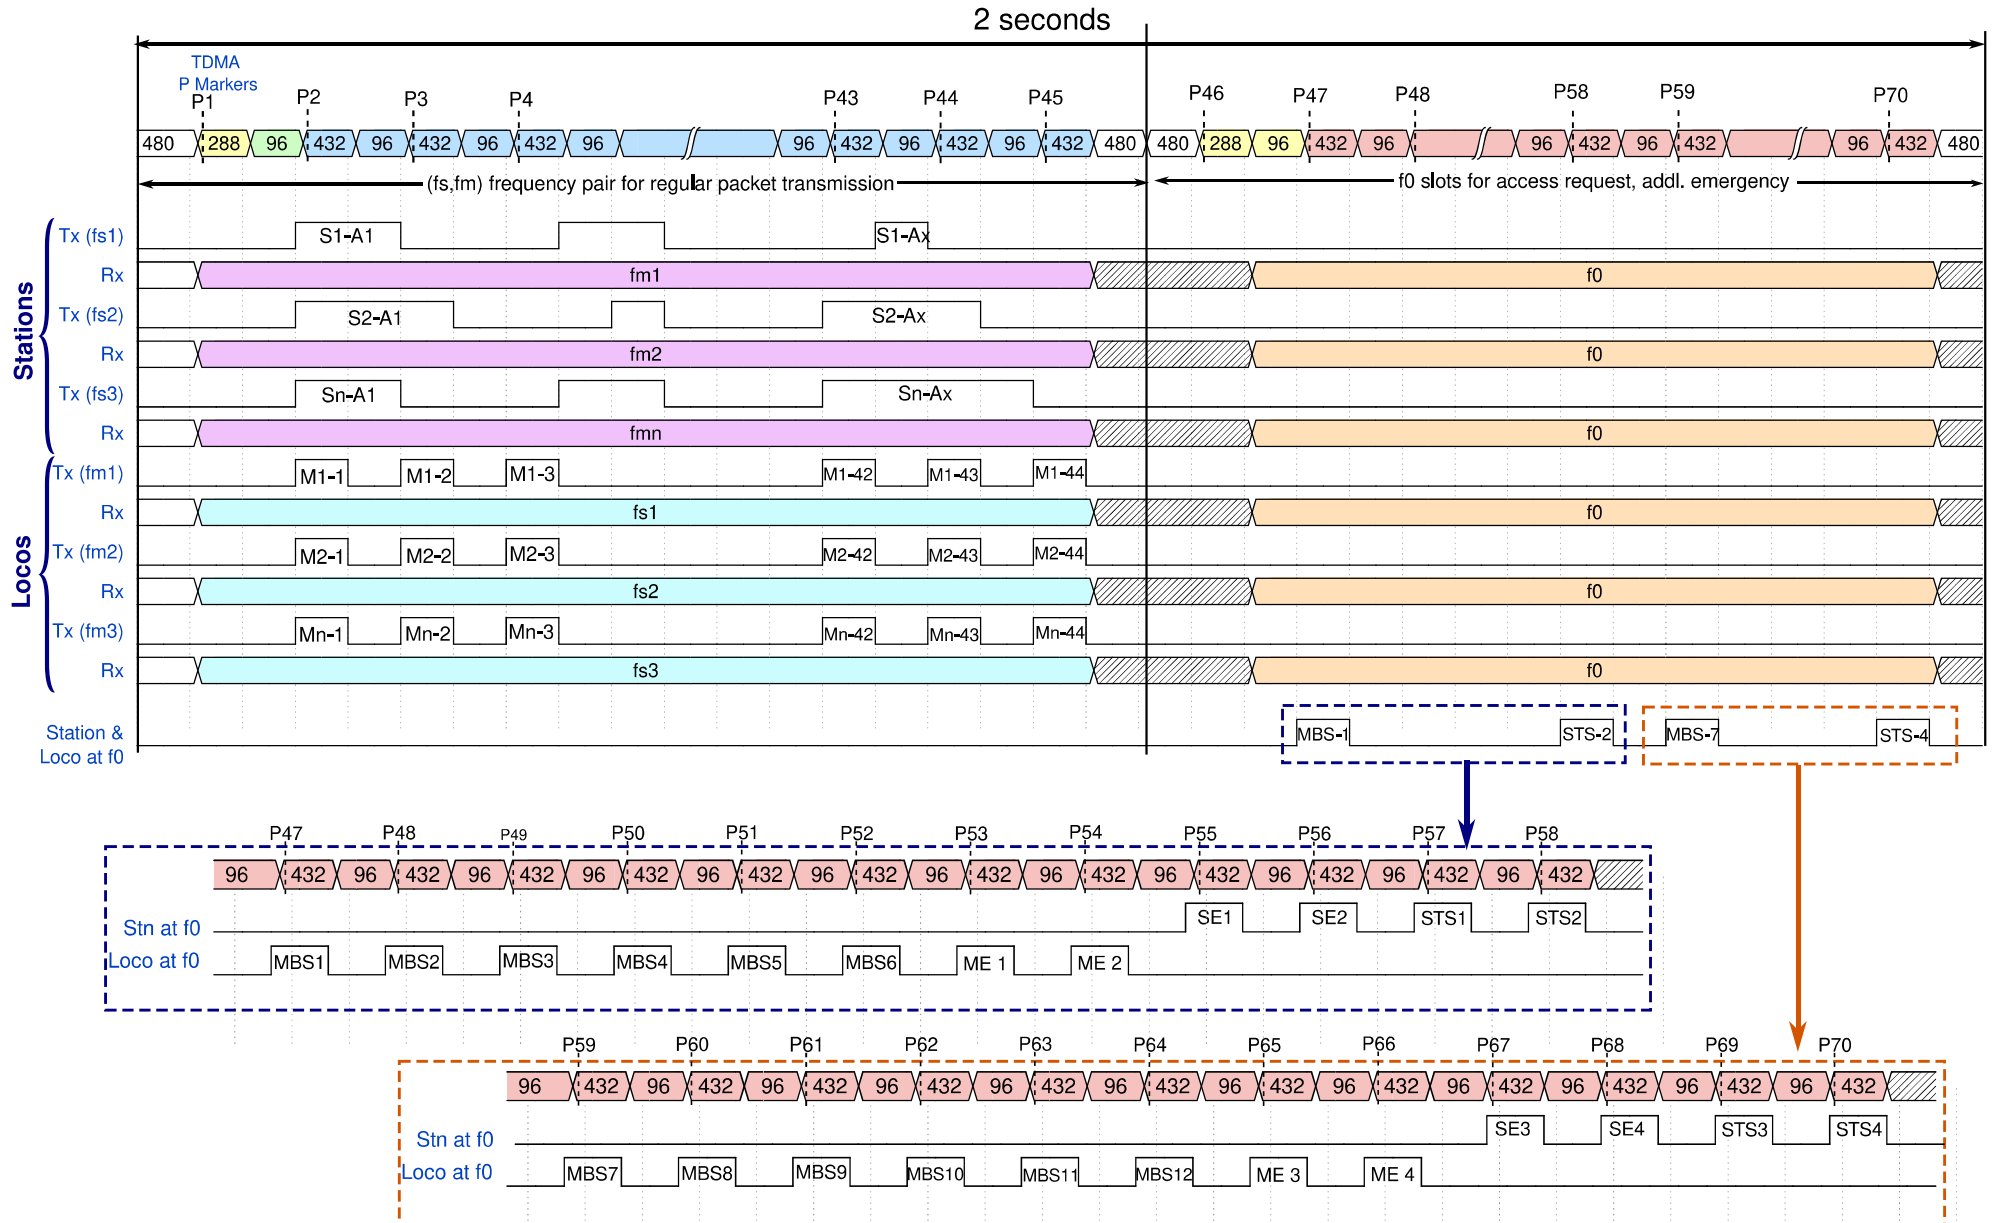 2 seconds
TDMA
P Markers
P1 P2 P3 P4 P43 P44 P45 P46 P47 P48 P58 P59 P70
480 288 96 432 96 432 96 432 96 96 432 96 432 96 432 480 480 288 96 432 96 96 432 96 432 96 432 480
(fs,fm) frequency pair for regular packet transmission
f0 slots for access request, addl. emergency
Stations
Tx (fs1) S1-A1 S1-Ax
Rx fm1 f0
Tx (fs2) S2-A1 S2-Ax
Rx fm2 f0
Tx (fs3) Sn-A1 Sn-Ax
Rx fmn f0
Locos
Tx (fm1) M1-1 M1-2 M1-3 M1-42 M1-43 M1-44
Rx fs1 f0
Tx (fm2) M2-1 M2-2 M2-3 M2-42 M2-43 M2-44
Rx fs2 f0
Tx (fm3) Mn-1 Mn-2 Mn-3 Mn-42 Mn-43 Mn-44
Rx fs3 f0
Station &
Loco at f0
MBS-1 STS-2 MBS-7 STS-4
P47 P48 P49 P50 P51 P52 P53 P54 P55 P56 P57 P58
96 432 96 432 96 432 96 432 96 432 96 432 96 432 96 432 96 432 96 432 96 432 96 432
Stn at f0 SE1 SE2 STS1 STS2
Loco at f0 MBS1 MBS2 MBS3 MBS4 MBS5 MBS6 ME 1 ME 2
P59 P60 P61 P62 P63 P64 P65 P66 P67 P68 P69 P70
96 432 96 432 96 432 96 432 96 432 96 432 96 432 96 432 96 432 96 432 96 432 96 432
Stn at f0 SE3 SE4 STS3 STS4
Loco at f0 MBS7 MBS8 MBS9 MBS10 MBS11 MBS12 ME 3 ME 4